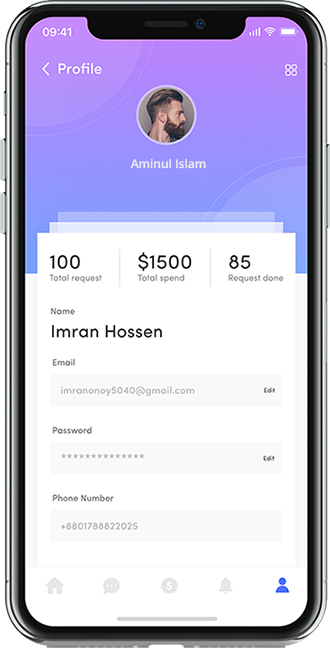 09:41
Profile
Aminul Islam
100 $1500 85
Total request Total spend Request done
Name
Imran Hossen
Email
imranonoy5040@gmail.com Edit
Password
************** Edit
Phone Number
+8801788822025
$